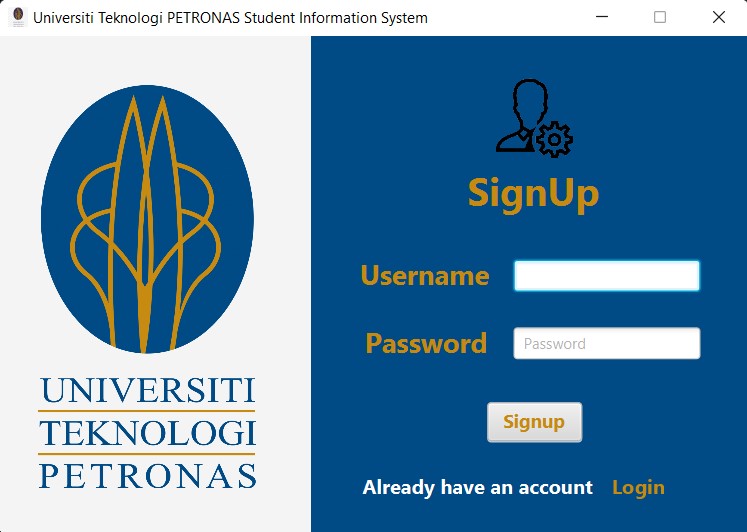 Universiti Teknologi PETRONAS Student Information System
UNIVERSITI
TEKNOLOGI
PETRONAS
SignUp
Username
Password
Password
Signup
Already have an account Login